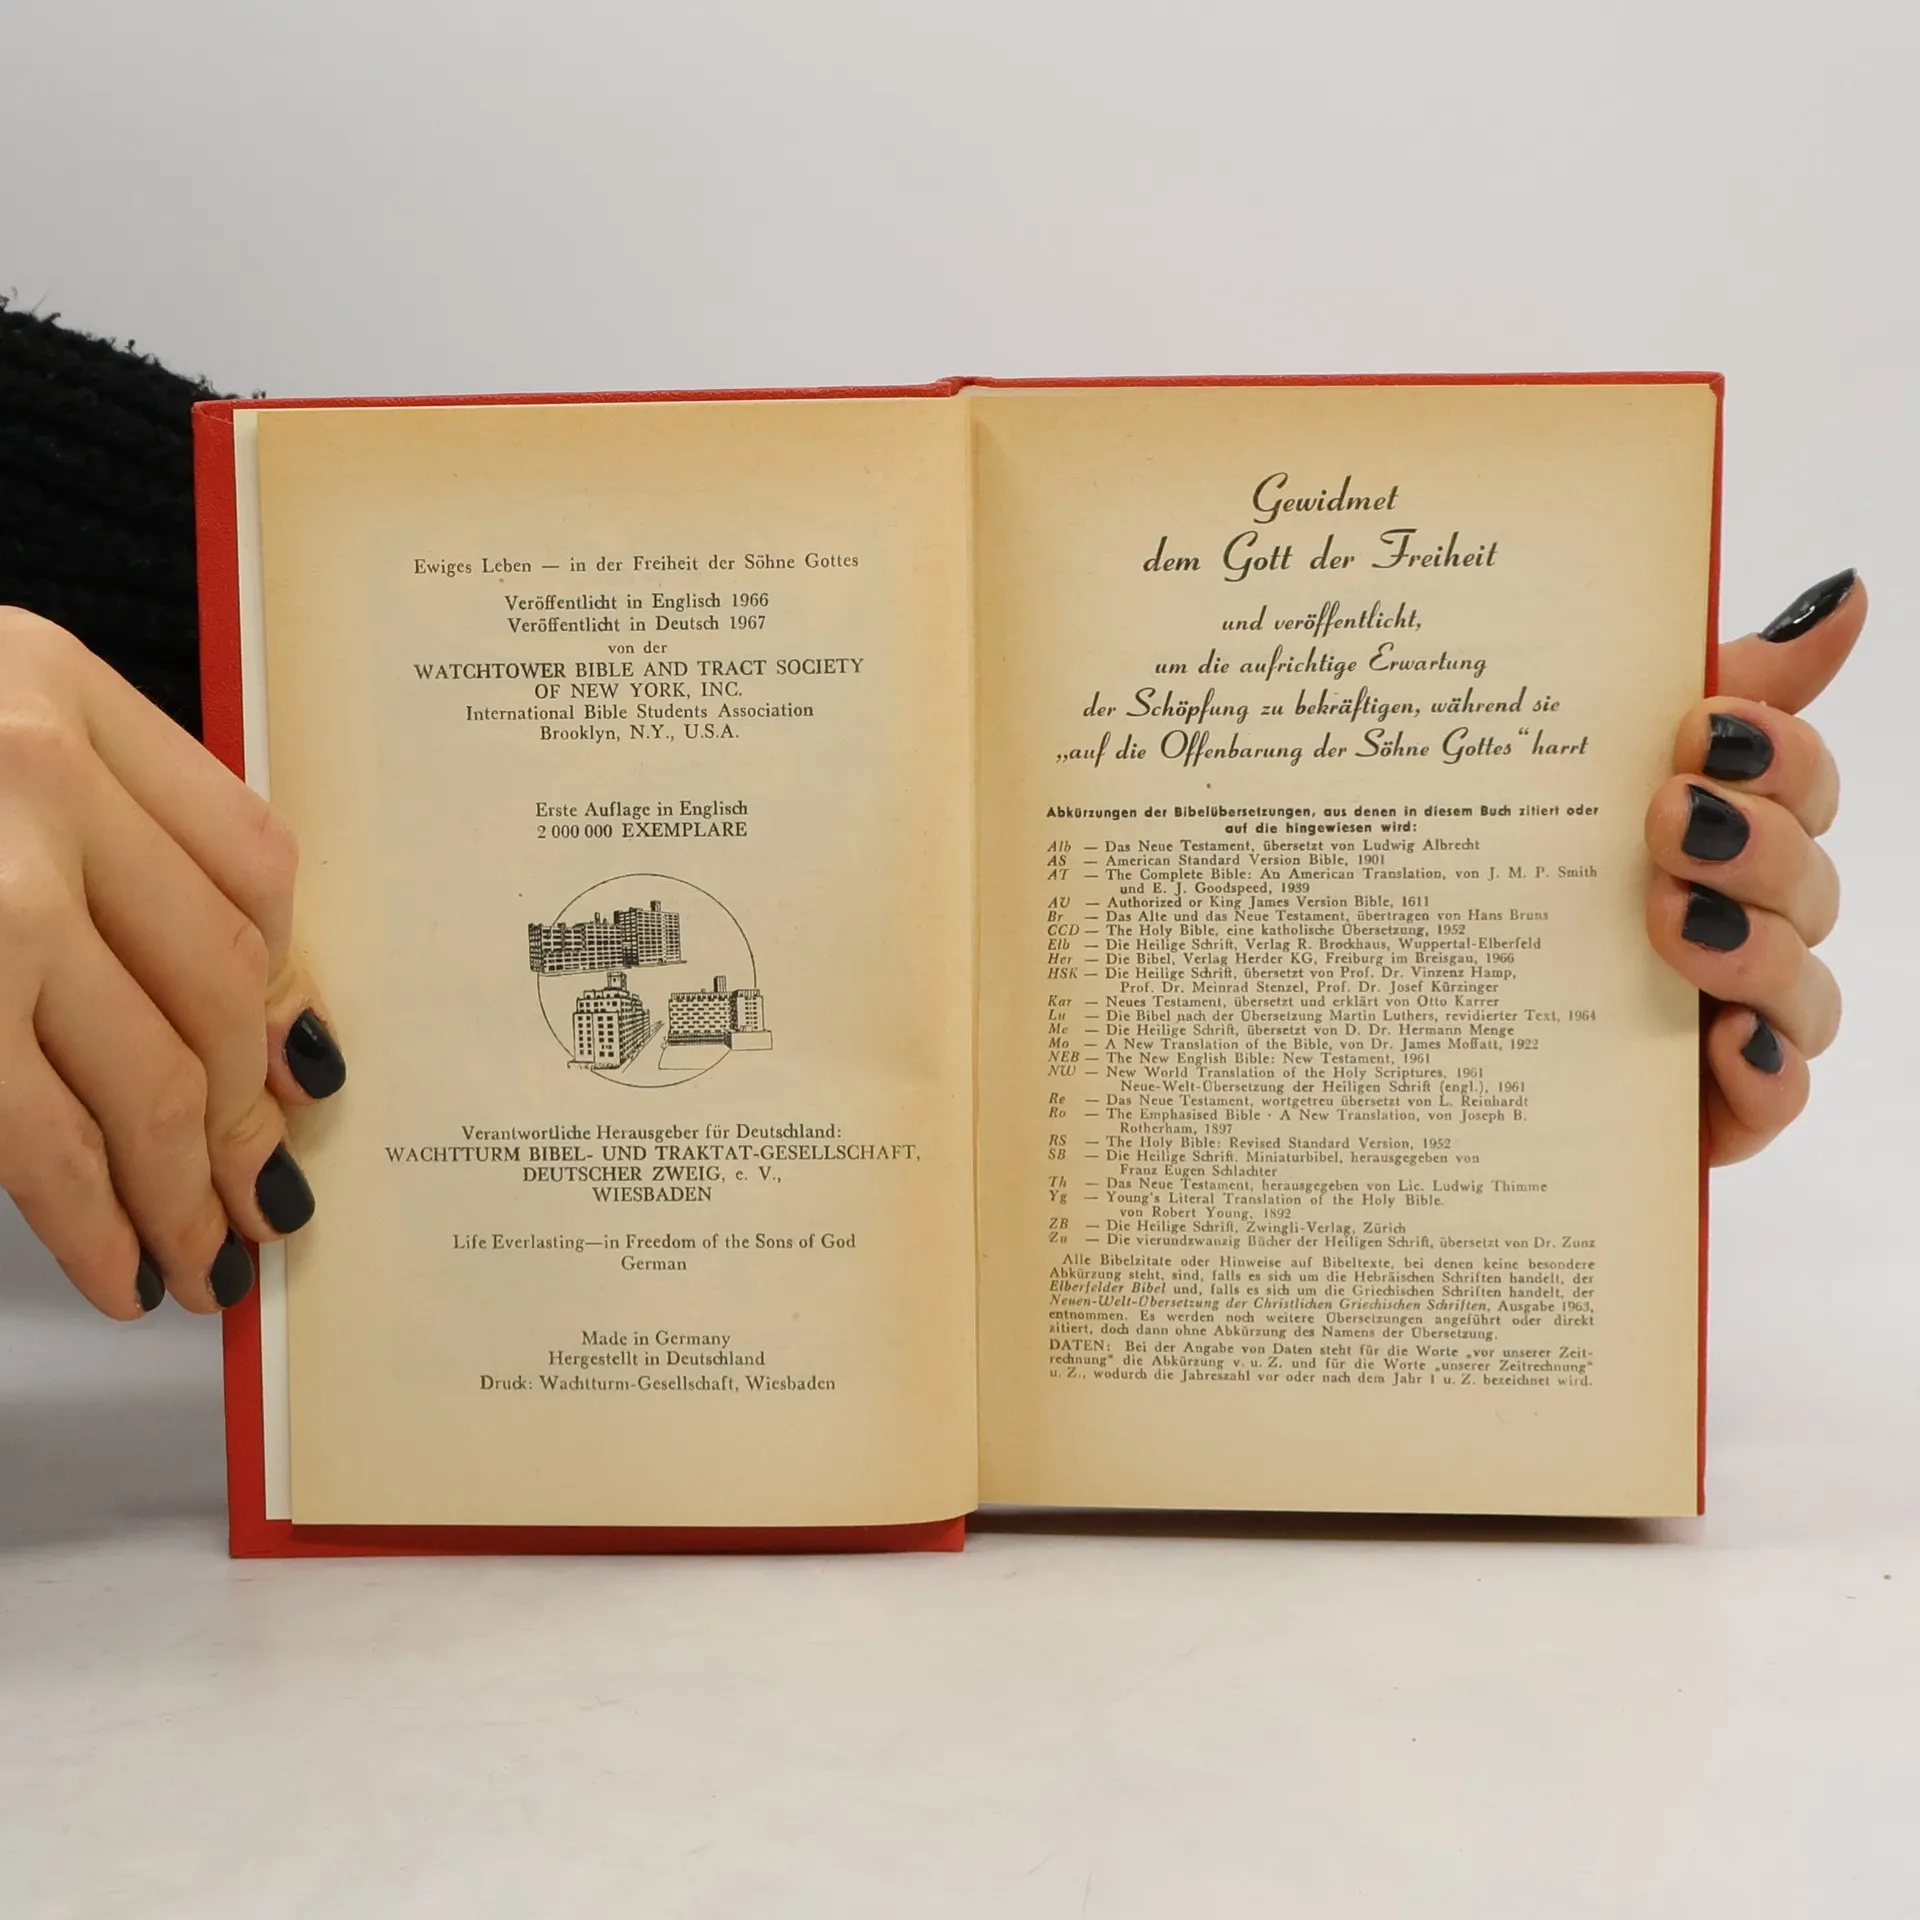 Ewiges Leben — in der Freiheit der Söhne Gottes
Veröffentlicht in Englisch 1966
Veröffentlicht in Deutsch 1967
von der
WATCHTOWER BIBLE AND TRACT SOCIETY
OF NEW YORK, INC.
International Bible Students Association
Brooklyn, N.Y., U.S.A.
Erste Auflage in Englisch
2 000 000 EXEMPLARE
Verantwortliche Herausgeber für Deutschland:
WACHTTURM BIBEL- UND TRAKTAT-GESELLSCHAFT,
DEUTSCHER ZWEIG, e. V.,
WIESBADEN
Life Everlasting—in Freedom of the Sons of God
German
Made in Germany
Hergestellt in Deutschland
Druck: Wachtturm-Gesellschaft, Wiesbaden
Gewidmet
dem Gott der Freiheit
und veröffentlicht,
um die aufrichtige Erwartung
der Schöpfung zu bekräftigen, während sie
„auf die Offenbarung der Söhne Gottes“ harrt
Abkürzungen der Bibelübersetzungen, aus denen in diesem Buch zitiert oder
auf die hingewiesen wird:
Alb — Das Neue Testament, übersetzt von Ludwig Albrecht
AS — American Standard Version Bible, 1901
AT — The Complete Bible: An American Translation, von J. M. P. Smith
und E. J. Goodspeed, 1939
AV — Authorized or King James Version Bible, 1611
Br — Das Alte und das Neue Testament, übertragen von Hans Bruns
CCD — The Holy Bible, eine katholische Übersetzung, 1952
Elb — Die Heilige Schrift, Verlag R. Brockhaus, Wuppertal-Elberfeld
Her — Die Bibel, Verlag Herder KG, Freiburg im Breisgau, 1966
HSK — Die Heilige Schrift, übersetzt von Prof. Dr. Vinzenz Hamp,
Prof. Dr. Meinrad Stenzel, Prof. Dr. Josef Kürzinger
Kar — Neues Testament, übersetzt und erklärt von Otto Karrer
Lu — Die Bibel nach der Übersetzung Martin Luthers, revidierter Text, 1964
Me — Die Heilige Schrift, übersetzt von D. Dr. Hermann Menge
Mo — A New Translation of the Bible, von Dr. James Moffatt, 1922
NEB — The New English Bible: New Testament, 1961
NW — New World Translation of the Holy Scriptures, 1961
Neue-Welt-Übersetzung der Heiligen Schrift (engl.), 1961
Re — Das Neue Testament, wortgetreu übersetzt von L. Reinhardt
Ro — The Emphasised Bible · A New Translation, von Joseph B.
Rotherham, 1897
RS — The Holy Bible: Revised Standard Version, 1952
SB — Die Heilige Schrift. Miniaturbibel, herausgegeben von
Franz Eugen Schlachter
Th — Das Neue Testament, herausgegeben von Lic. Ludwig Thimme
Yg — Young's Literal Translation of the Holy Bible.
von Robert Young, 1892
ZB — Die Heilige Schrift, Zwingli-Verlag, Zürich
Zu — Die vierundzwanzig Bücher der Heiligen Schrift, übersetzt von Dr. Zunz
Alle Bibelzitate oder Hinweise auf Bibeltexte, bei denen keine besondere
Abkürzung steht, sind, falls es sich um die Hebräischen Schriften handelt, der
Elberfelder Bibel und, falls es sich um die Griechischen Schriften handelt, der
Neuen-Welt-Übersetzung der Christlichen Griechischen Schriften, Ausgabe 1963,
entnommen. Es werden noch weitere Übersetzungen angeführt oder direkt
zitiert, doch dann ohne Abkürzung des Namens der Übersetzung.
DATEN: Bei der Angabe von Daten steht für die Worte „vor unserer Zeit-
rechnung“ die Abkürzung v. u. Z. und für die Worte „unserer Zeitrechnung“
u. Z., wodurch die Jahreszahl vor oder nach dem Jahr 1 u. Z. bezeichnet wird.